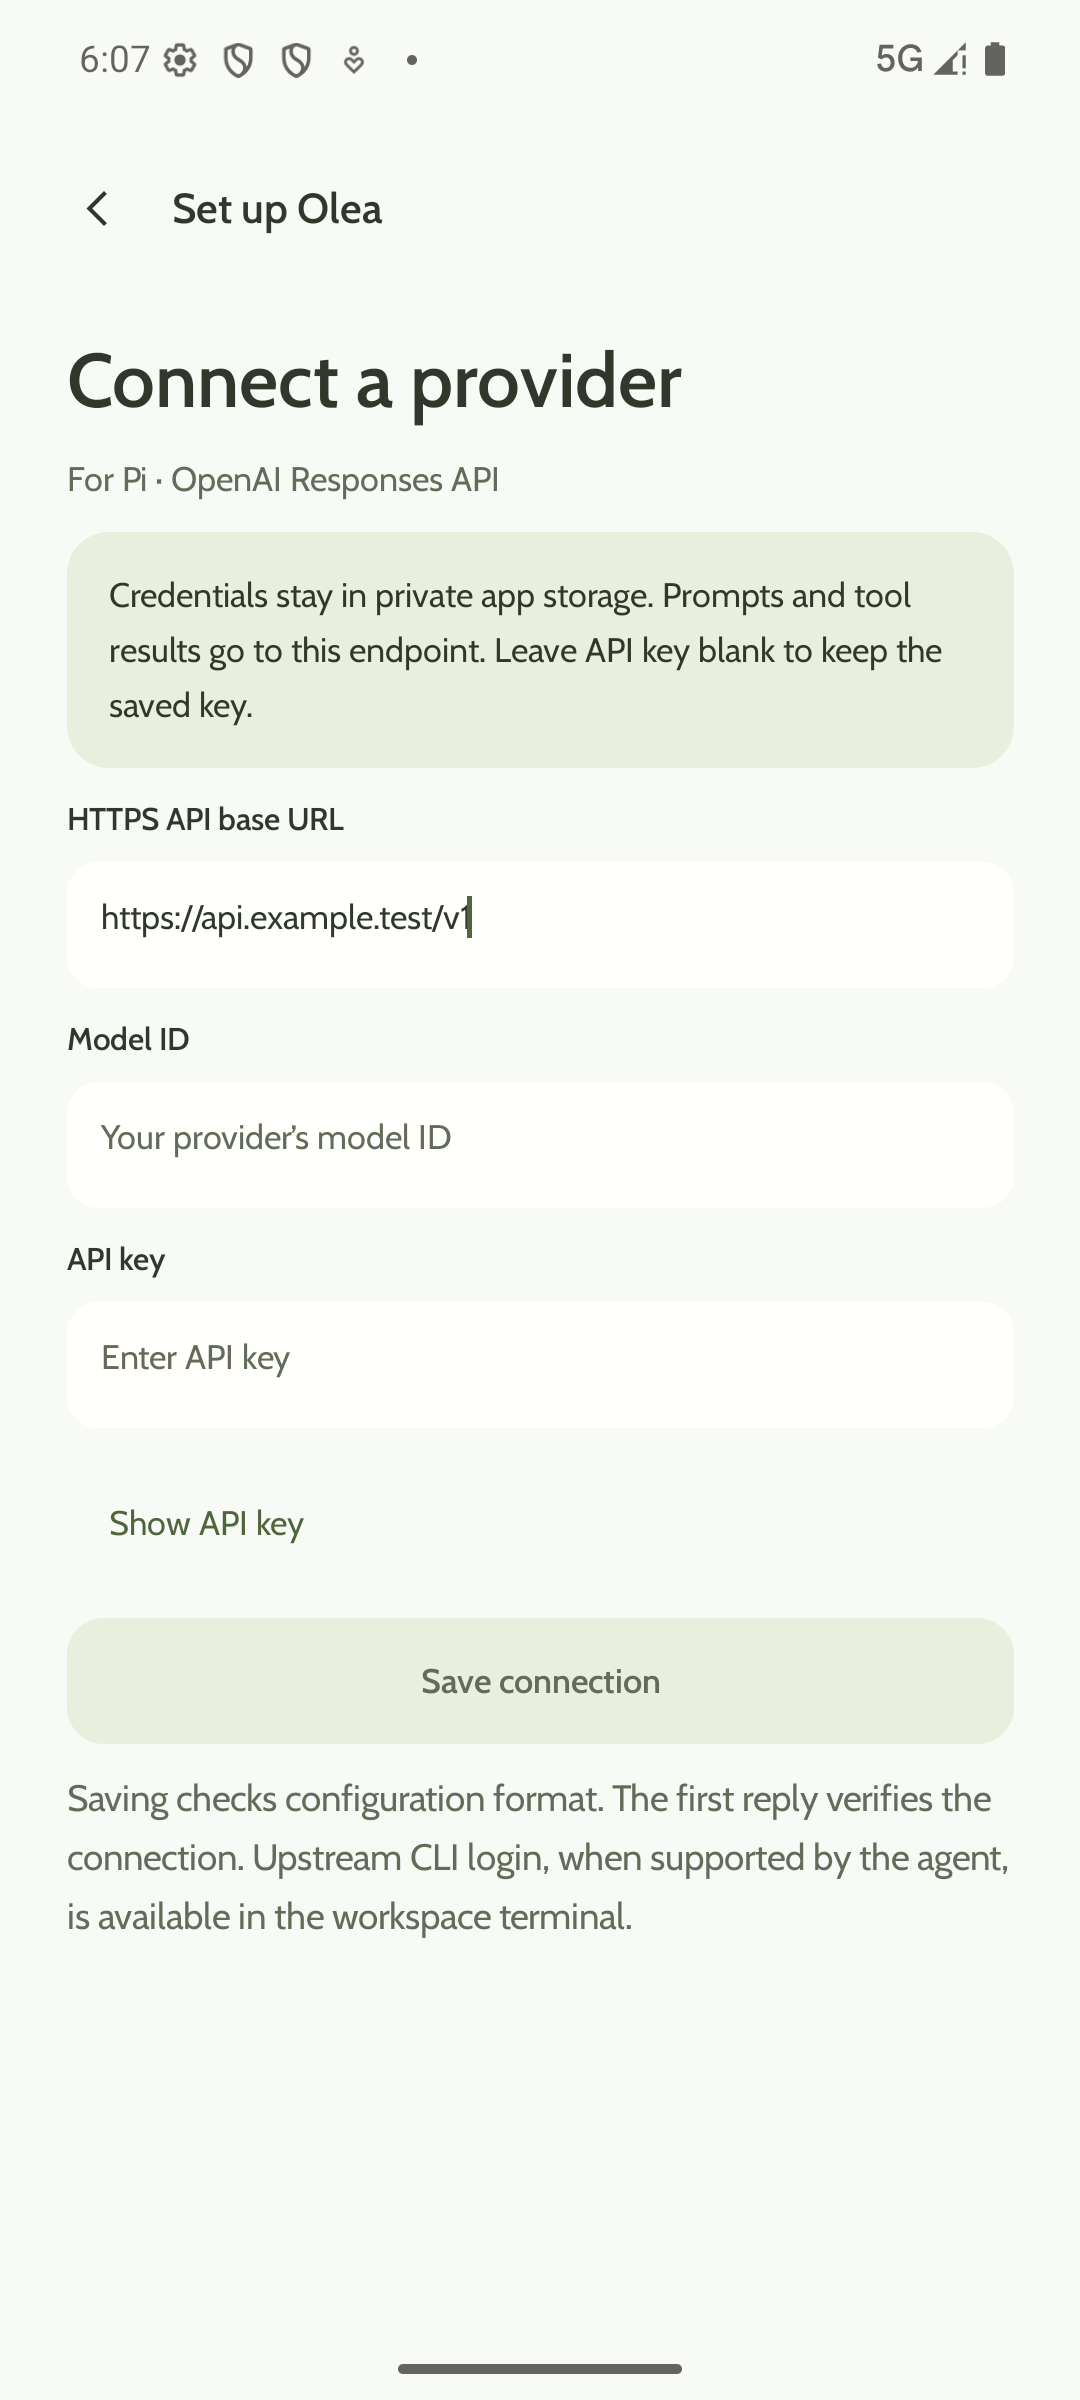 6:07
5G
Set up Olea
Connect a provider
For Pi · OpenAI Responses API
Credentials stay in private app storage. Prompts and tool
results go to this endpoint. Leave API key blank to keep the
saved key.
HTTPS API base URL
https://api.example.test/v1
Model ID
Your provider’s model ID
API key
Enter API key
Show API key
Save connection
Saving checks configuration format. The first reply verifies the
connection. Upstream CLI login, when supported by the agent,
is available in the workspace terminal.